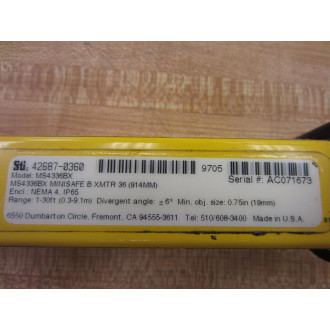 Sti. 42687-0360
Model: MS4336BX 9705
MS4336BX MINISAFE B XMTR 36 (914MM) Serial #: AC071673
Encl.: NEMA 4, IP65
Range: 1-30ft (0.3-9.1m) Divergent angle: ±6° Min. obj. size: 0.75in (19mm)
6550 Dumbarton Circle, Fremont, CA 94555-3611 Tel: 510/608-3400 Made in U.S.A.